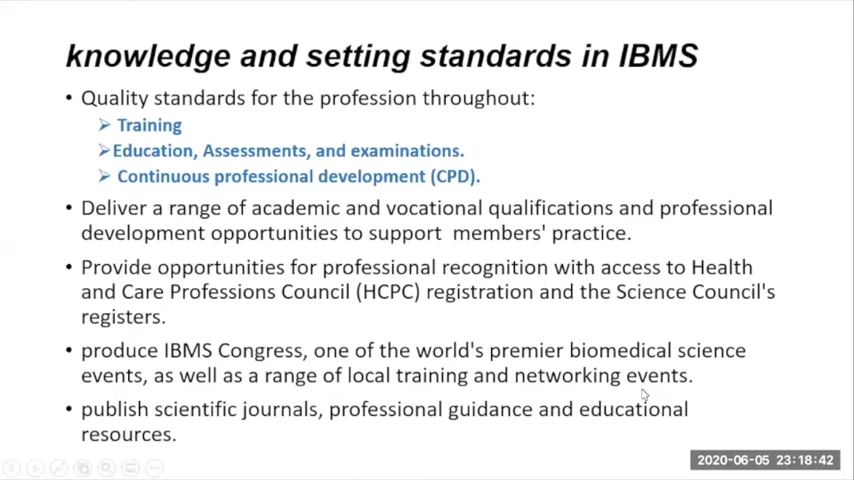 knowledge and setting standards in IBMS
• Quality standards for the profession throughout:
➢ Training
➢Education, Assessments, and examinations.
➢ Continuous professional development (CPD).
• Deliver a range of academic and vocational qualifications and professional
development opportunities to support  members' practice.
• Provide opportunities for professional recognition with access to Health
and Care Professions Council (HCPC) registration and the Science Council's
registers.
• produce IBMS Congress, one of the world's premier biomedical science
events, as well as a range of local training and networking events.
• publish scientific journals, professional guidance and educational
resources.
2020-06-05 23:18:42